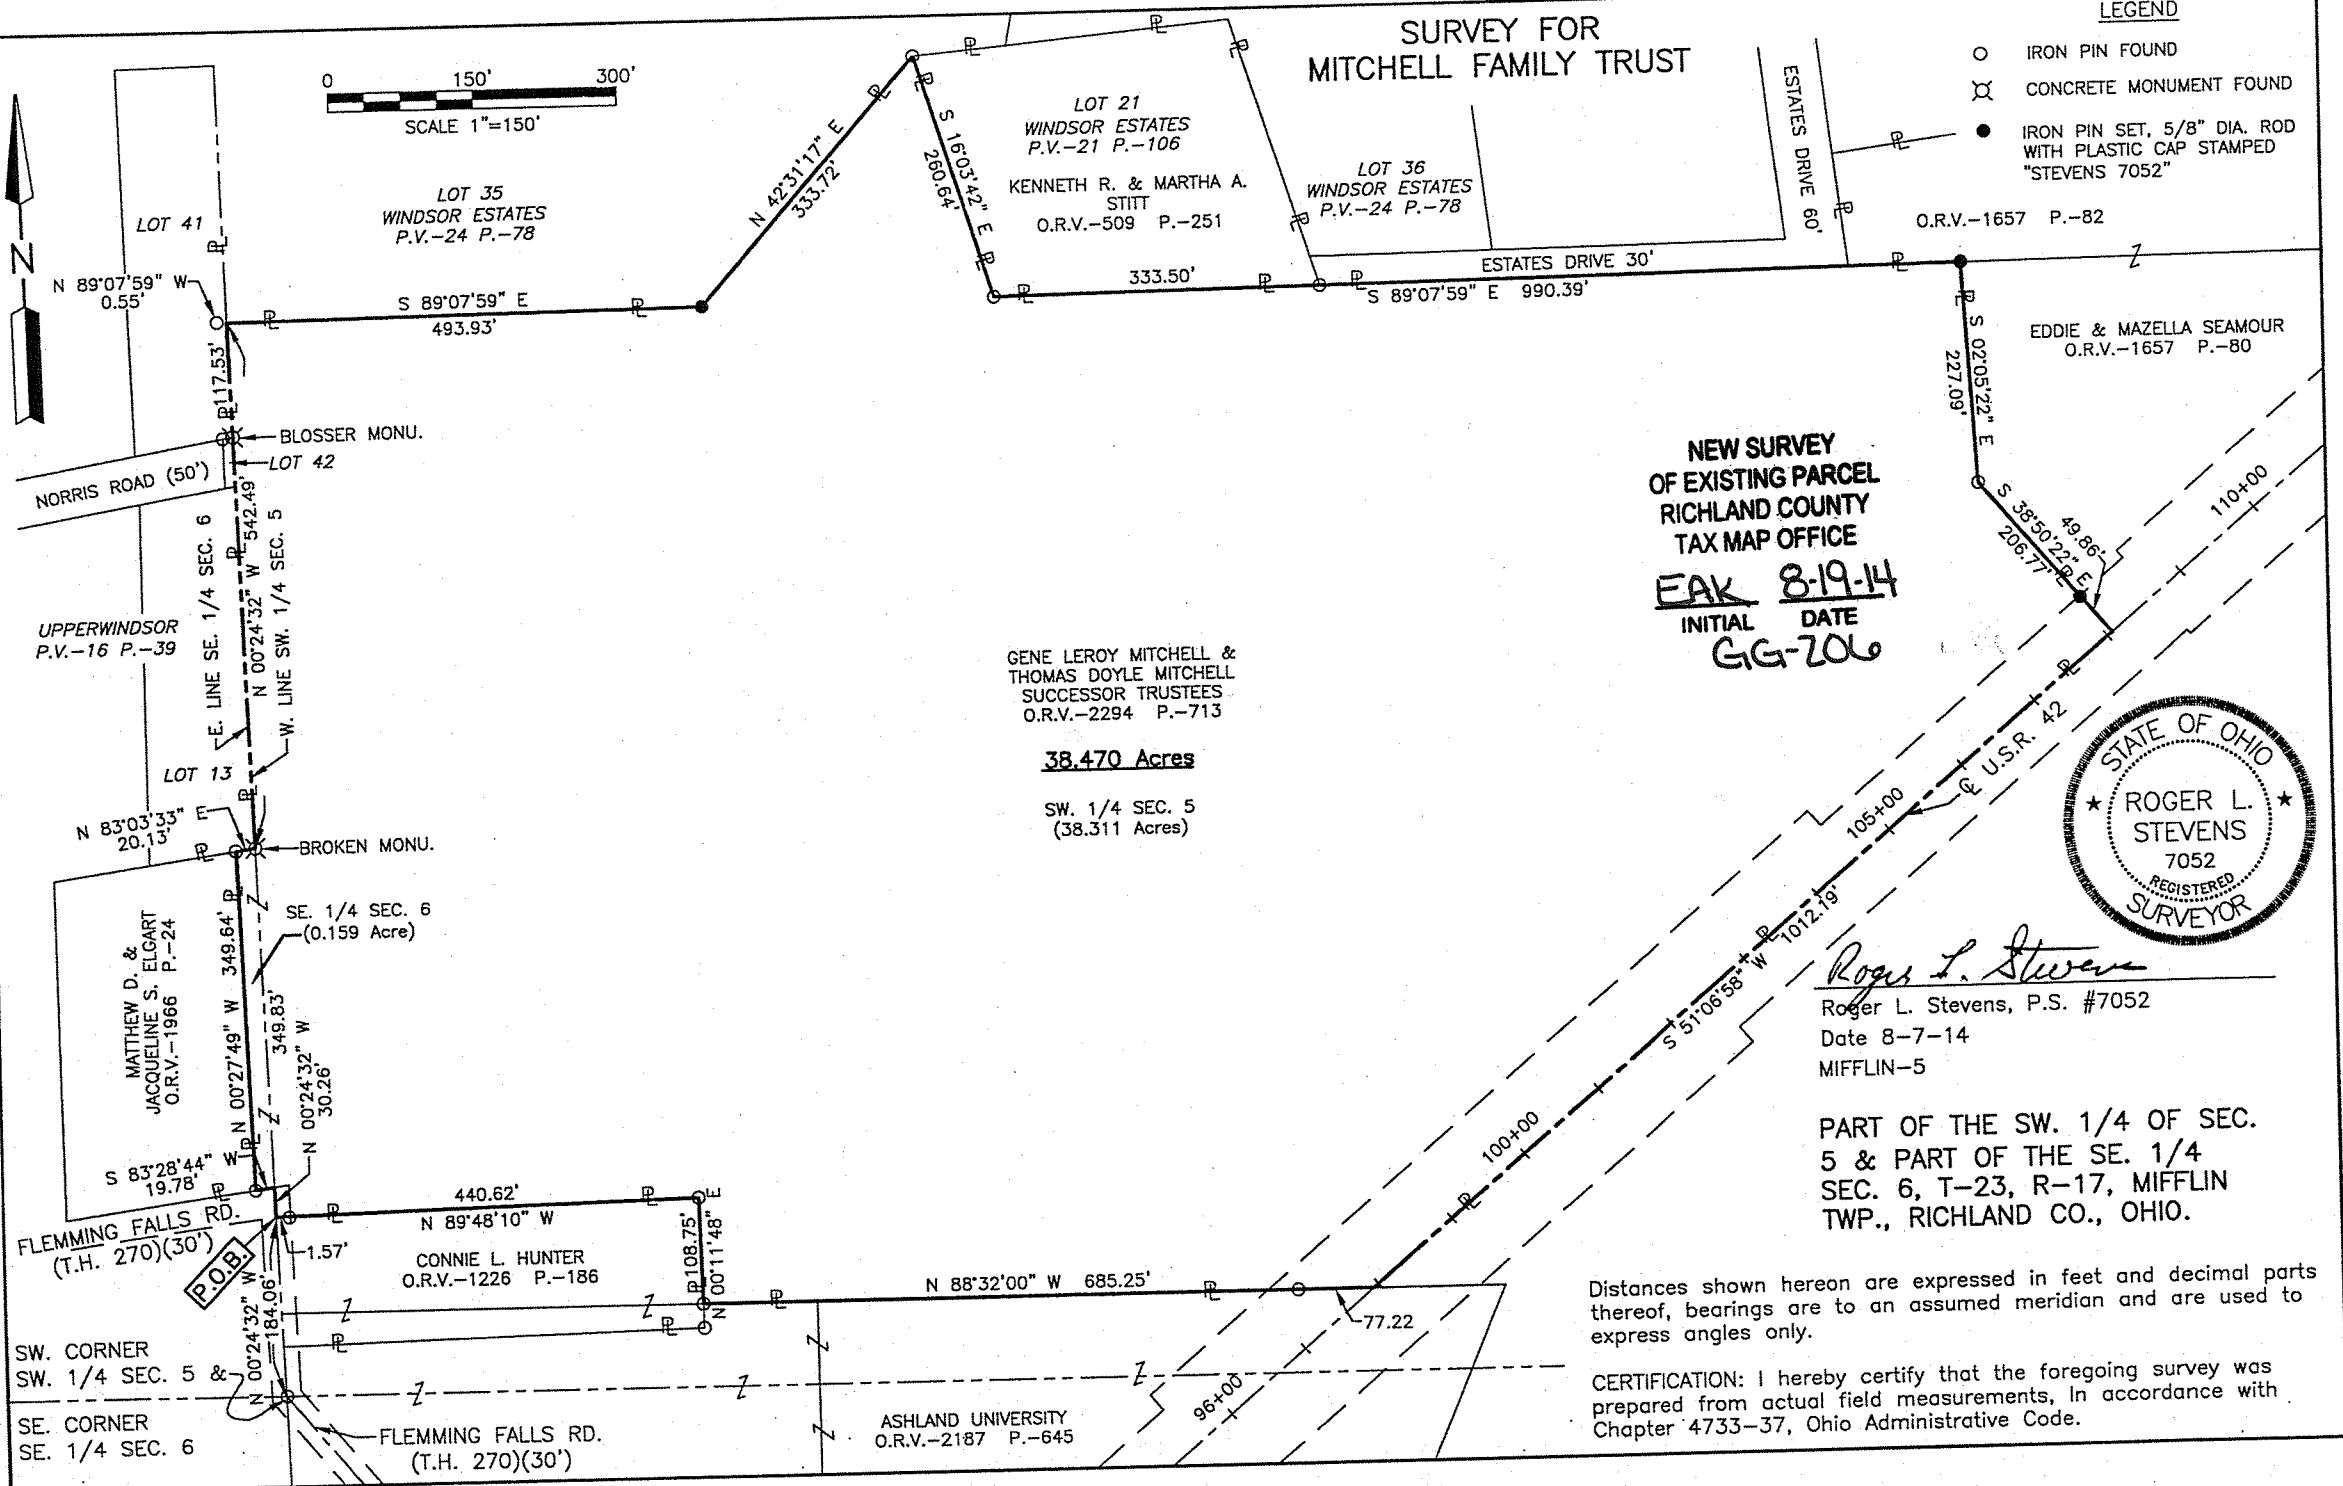 SURVEY FOR
MITCHELL FAMILY TRUST
LEGEND
IRON PIN FOUND
CONCRETE MONUMENT FOUND
IRON PIN SET, 5/8" DIA. ROD
WITH PLASTIC CAP STAMPED
"STEVENS 7052"
0 150' 300'
SCALE 1"=150'
N
LOT 41
LOT 35
WINDSOR ESTATES
P.V.-24 P.-78
N 42°31'17" E
333.72'
S 16°03'42" E
260.64'
LOT 21
WINDSOR ESTATES
P.V.-21 P.-106
KENNETH R. & MARTHA A.
STITT
O.R.V.-509 P.-251
LOT 36
WINDSOR ESTATES
P.V.-24 P.-78
ESTATES DRIVE 60'
O.R.V.-1657 P.-82
ESTATES DRIVE 30'
333.50'
S 89°07'59" E 990.39'
N 89°07'59" W
0.55'
S 89°07'59" E
493.93'
S 02°05'22" E
227.09'
EDDIE & MAZELLA SEAMOUR
O.R.V.-1657 P.-80
117.53'
BLOSSER MONU.
LOT 42
NORRIS ROAD (50')
E. LINE SE. 1/4 SEC. 6
N 00°24'32" W 542.49'
W. LINE SW. 1/4 SEC. 5
UPPERWINDSOR
P.V.-16 P.-39
LOT 13
NEW SURVEY
OF EXISTING PARCEL
RICHLAND COUNTY
TAX MAP OFFICE
EAK 8-19-14
INITIAL DATE
GG-206
S 38°50'22" E
206.77'
49.86'
110+00
GENE LEROY MITCHELL &
THOMAS DOYLE MITCHELL
SUCCESSOR TRUSTEES
O.R.V.-2294 P.-713
38.470 Acres
SW. 1/4 SEC. 5
(38.311 Acres)
N 83°03'33" E
20.13'
BROKEN MONU.
SE. 1/4 SEC. 6
(0.159 Acre)
MATTHEW D. &
JACQUELINE S. ELGART
O.R.V.-1966 P.-24
N 00°27'49" W 349.64'
349.83'
N 00°24'32" W
30.26'
℄ U.S.R. 42
105+00
S 51°06'58" W 1012.19'
100+00
STATE OF OHIO
ROGER L.
STEVENS
7052
REGISTERED
SURVEYOR
Roger L. Stevens
Roger L. Stevens, P.S. #7052
Date 8-7-14
MIFFLIN-5
PART OF THE SW. 1/4 OF SEC.
5 & PART OF THE SE. 1/4
SEC. 6, T-23, R-17, MIFFLIN
TWP., RICHLAND CO., OHIO.
S 83°28'44" W
19.78'
FLEMMING FALLS RD.
(T.H. 270)(30')
P.O.B.
1.57'
440.62'
N 89°48'10" W
CONNIE L. HUNTER
O.R.V.-1226 P.-186
108.75'
N 00°11'48" E
N 88°32'00" W 685.25'
77.22
N 00°24'32" W
184.06'
SW. CORNER
SW. 1/4 SEC. 5 &
SE. CORNER
SE. 1/4 SEC. 6
FLEMMING FALLS RD.
(T.H. 270)(30')
ASHLAND UNIVERSITY
O.R.V.-2187 P.-645
96+00
Distances shown hereon are expressed in feet and decimal parts
thereof, bearings are to an assumed meridian and are used to
express angles only.
CERTIFICATION: I hereby certify that the foregoing survey was
prepared from actual field measurements, In accordance with
Chapter 4733-37, Ohio Administrative Code.